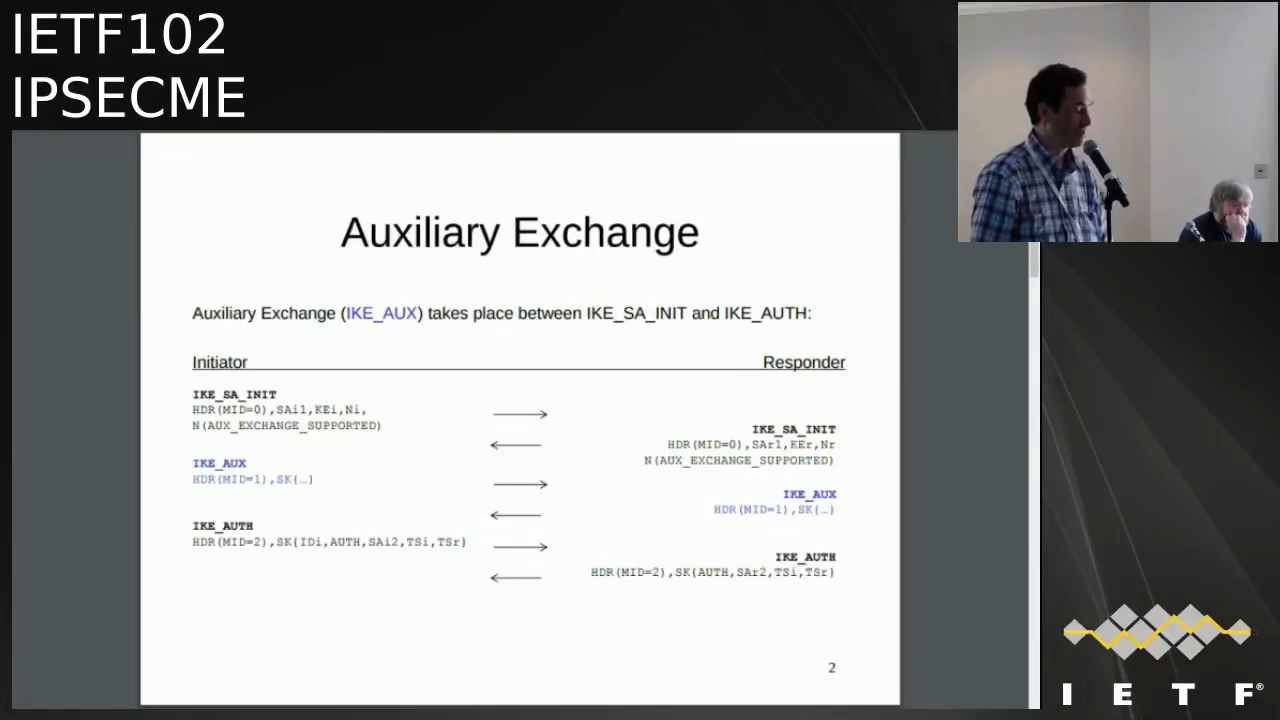 IETF102
IPSECME
Auxiliary Exchange
Auxiliary Exchange (IKE_AUX) takes place between IKE_SA_INIT and IKE_AUTH:
Initiator Responder
IKE_SA_INIT
HDR(MID=0),SAi1,KEi,Ni,
N(AUX_EXCHANGE_SUPPORTED)
IKE_SA_INIT
HDR(MID=0),SAr1,KEr,Nr
N(AUX_EXCHANGE_SUPPORTED)
IKE_AUX
HDR(MID=1),SK(…)
IKE_AUX
HDR(MID=1),SK(…)
IKE_AUTH
HDR(MID=2),SK(IDi,AUTH,SAi2,TSi,TSr)
IKE_AUTH
HDR(MID=2),SK(AUTH,SAr2,TSi,TSr)
2
I E T F®